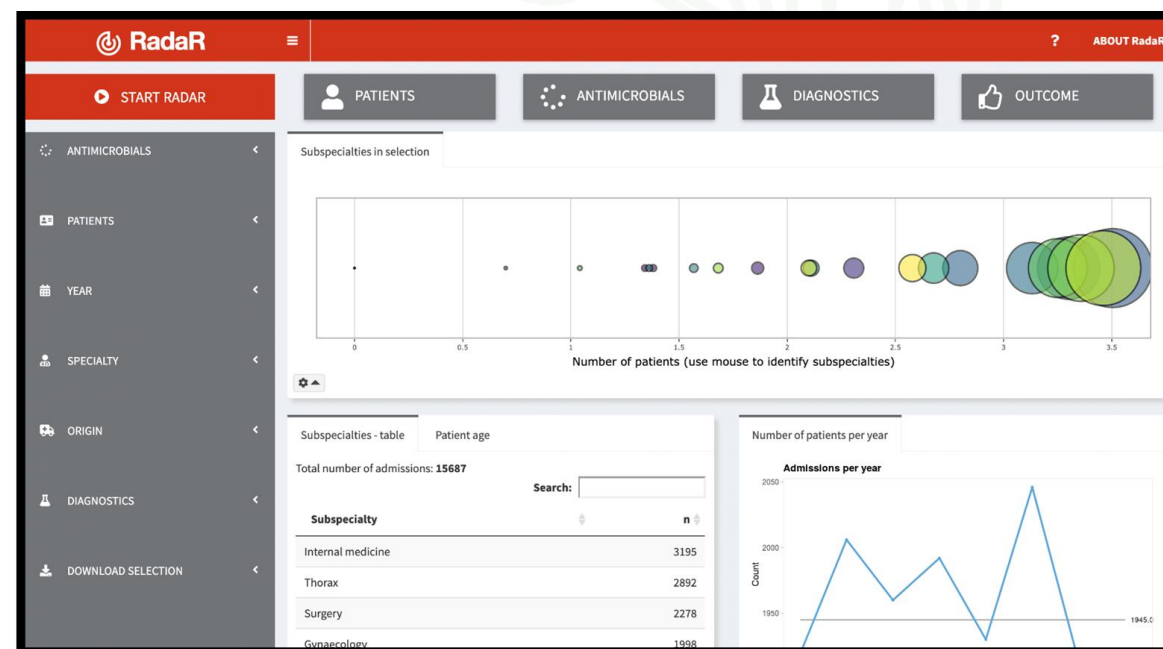 RadaR
?
ABOUT RadaR
START RADAR
PATIENTS
ANTIMICROBIALS
DIAGNOSTICS
OUTCOME
ANTIMICROBIALS
PATIENTS
YEAR
SPECIALTY
ORIGIN
DIAGNOSTICS
DOWNLOAD SELECTION
Subspecialties in selection
0 0.5 1 1.5 2 2.5 3 3.5
Number of patients (use mouse to identify subspecialties)
Subspecialties - table Patient age
Total number of admissions: 15687
Search:
Subspecialty n
Internal medicine 3195
Thorax 2892
Surgery 2278
Gynaecology 1998
Number of patients per year
Admissions per year
2050
2000
Count
1950
1945.0